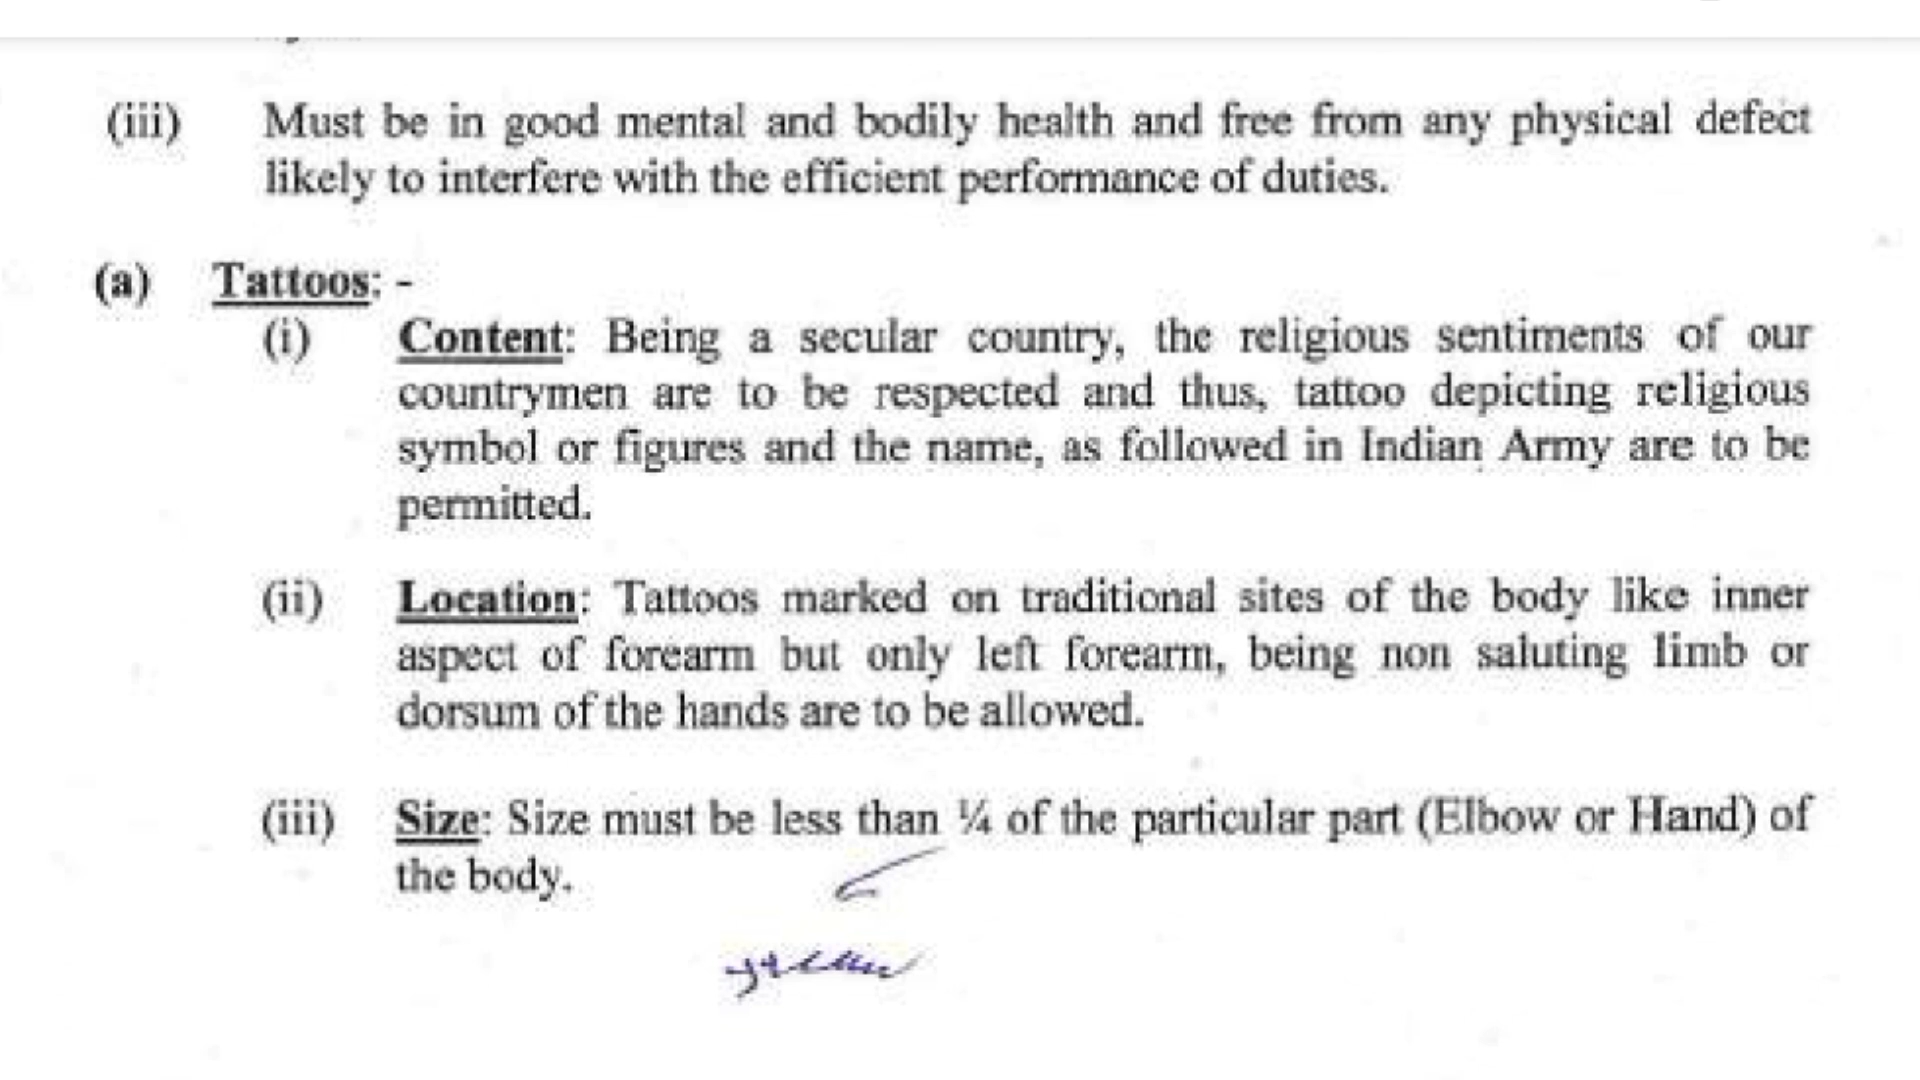 (iii) Must be in good mental and bodily health and free from any physical defect
likely to interfere with the efficient performance of duties.
(a) Tattoos: -
(i) Content: Being a secular country, the religious sentiments of our
countrymen are to be respected and thus, tattoo depicting religious
symbol or figures and the name, as followed in Indian Army are to be
permitted.
(ii) Location: Tattoos marked on traditional sites of the body like inner
aspect of forearm but only left forearm, being non saluting limb or
dorsum of the hands are to be allowed.
(iii) Size: Size must be less than ¼ of the particular part (Elbow or Hand) of
the body.